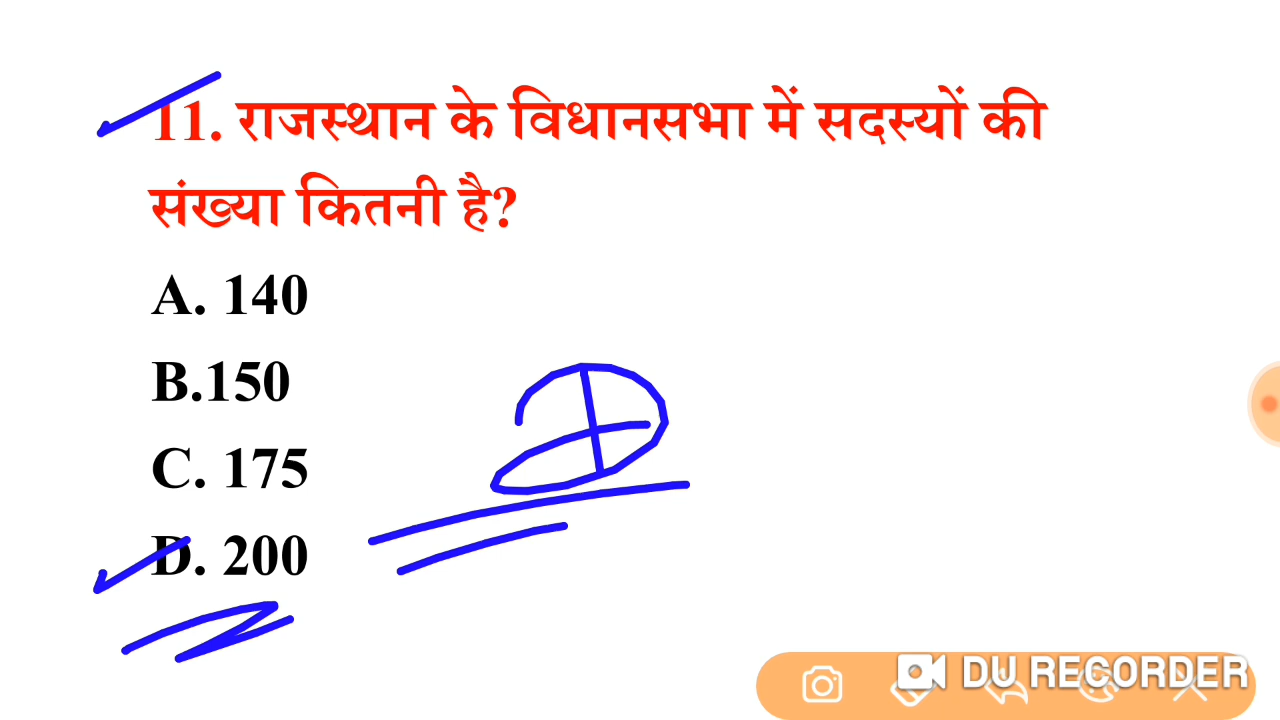 11. राजस्थान के विधानसभा में सदस्यों की
संख्या कितनी है?
A. 140
B.150
C. 175
D. 200
DU RECORDER